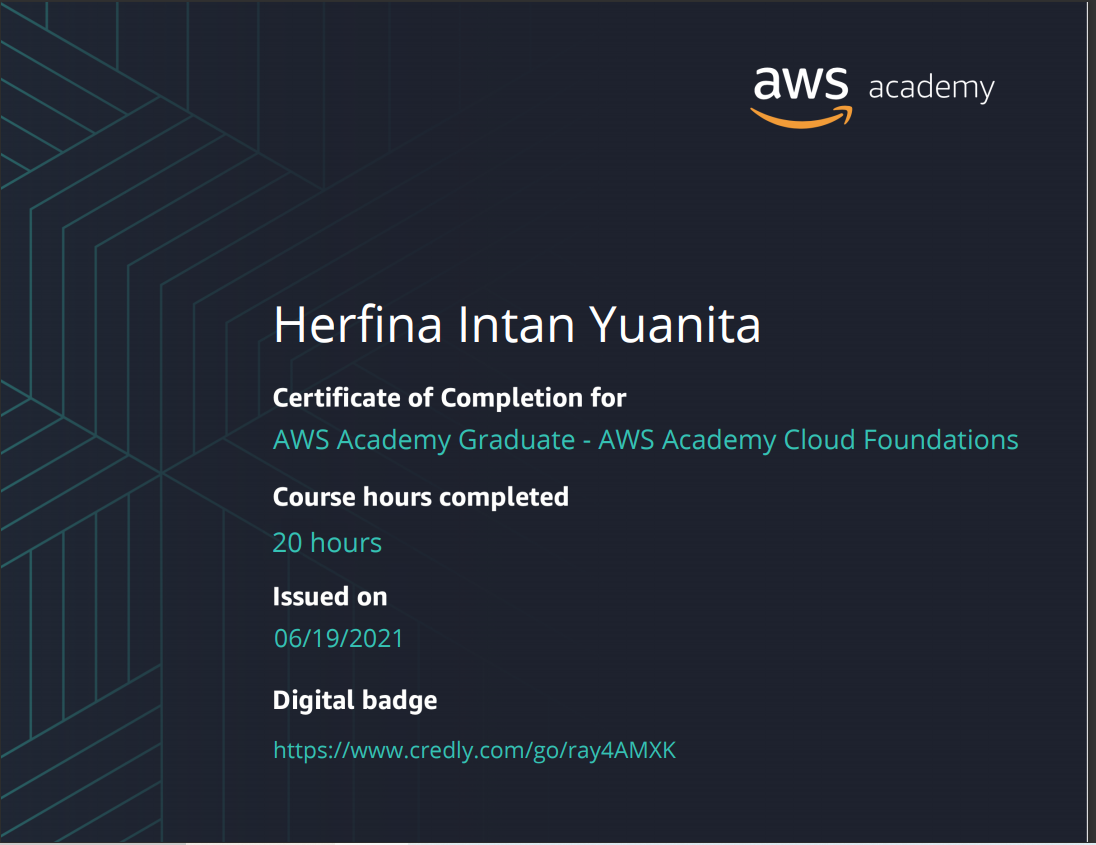 aws academy
Herfina Intan Yuanita
Certificate of Completion for
AWS Academy Graduate - AWS Academy Cloud Foundations
Course hours completed
20 hours
Issued on
06/19/2021
Digital badge
https://www.credly.com/go/ray4AMXK